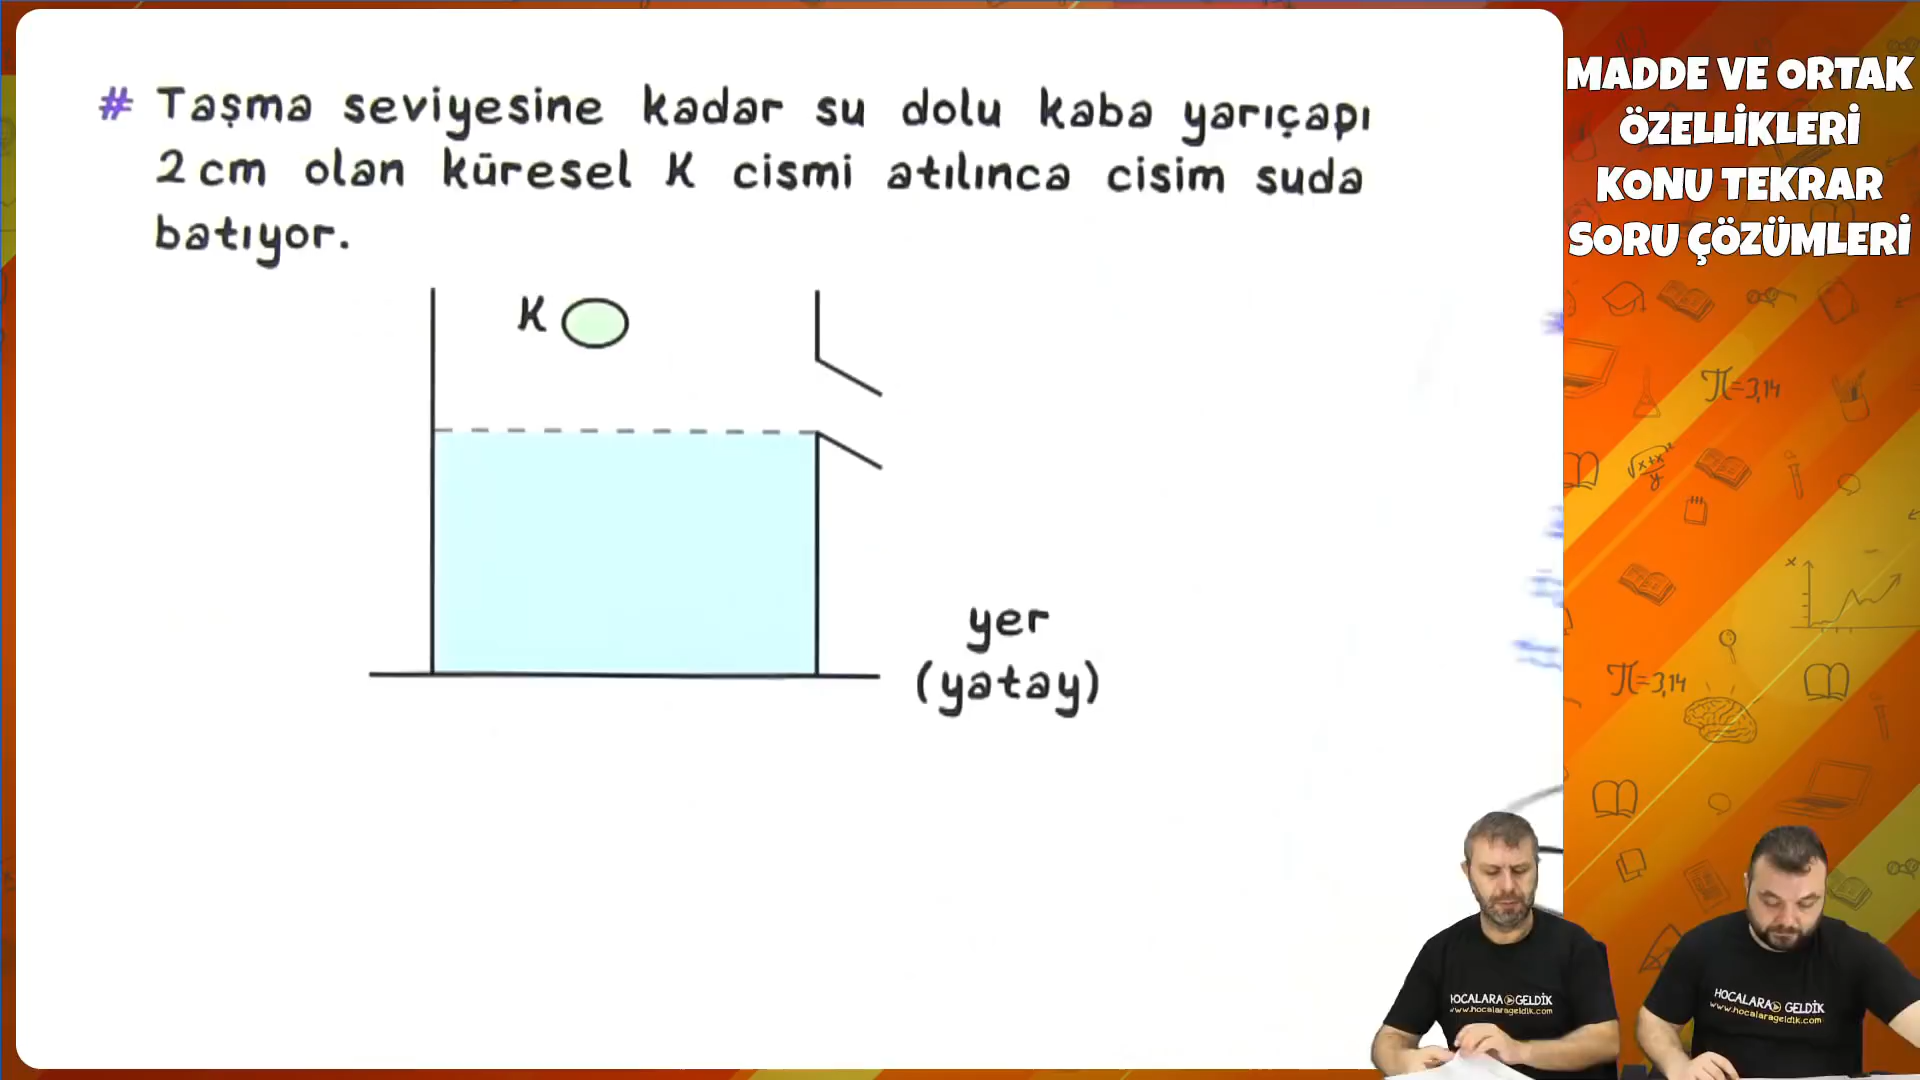 # Taşma seviyesine kadar su dolu kaba yarıçapı
2 cm olan küresel K cismi atılınca cisim suda
batıyor.
K
yer
(yatay)
MADDE VE ORTAK
ÖZELLİKLERİ
KONU TEKRAR
SORU ÇÖZÜMLERİ
π=3,14
√x+x²
y
x
π=3,14
HOCALARA GELDİK
www.hocalarageldik.com
HOCALARA GELDİK
www.hocalarageldik.com